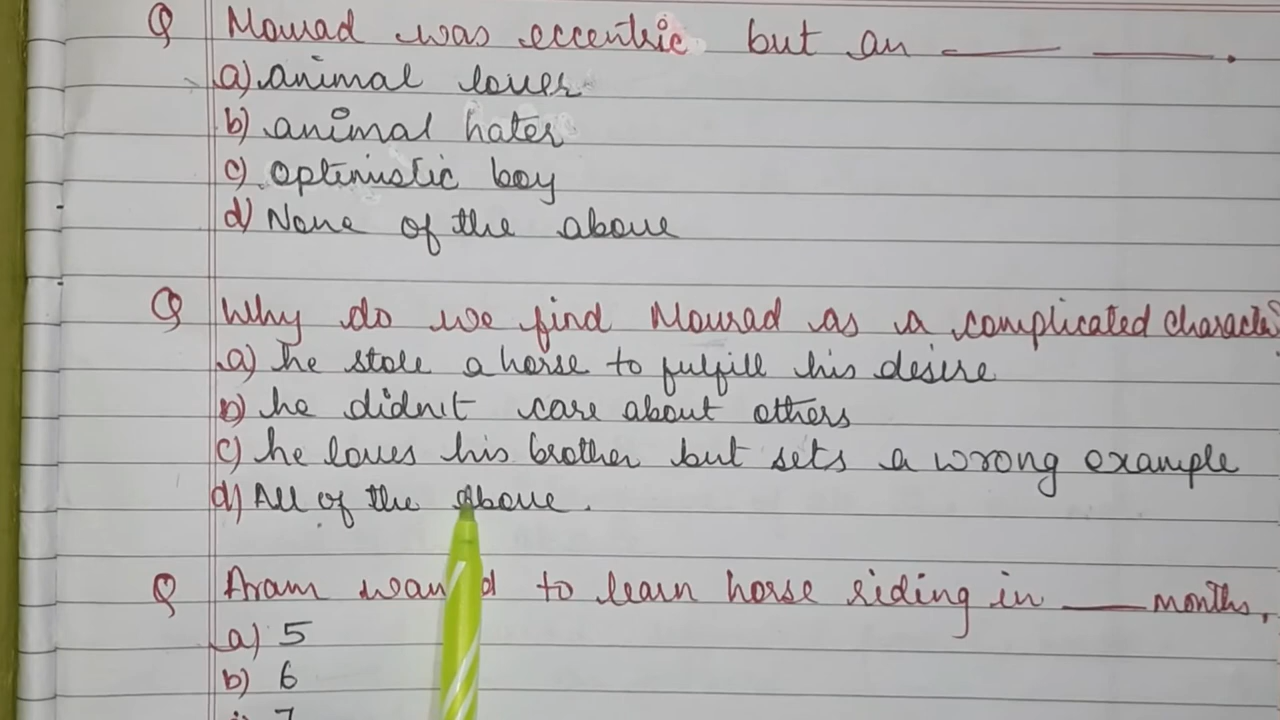 Q Mourad was eccentric but an ____ ____.
a) animal lover
b) animal hater
c) optimistic boy
d) None of the above
Q Why do we find Mourad as a complicated character
a) he stole a horse to fulfill his desire
b) he didn't care about others
c) he loves his brother but sets a wrong example
d) All of the above.
Q Aram to learn horse riding in ____ months.
a) 5
b) 6
7